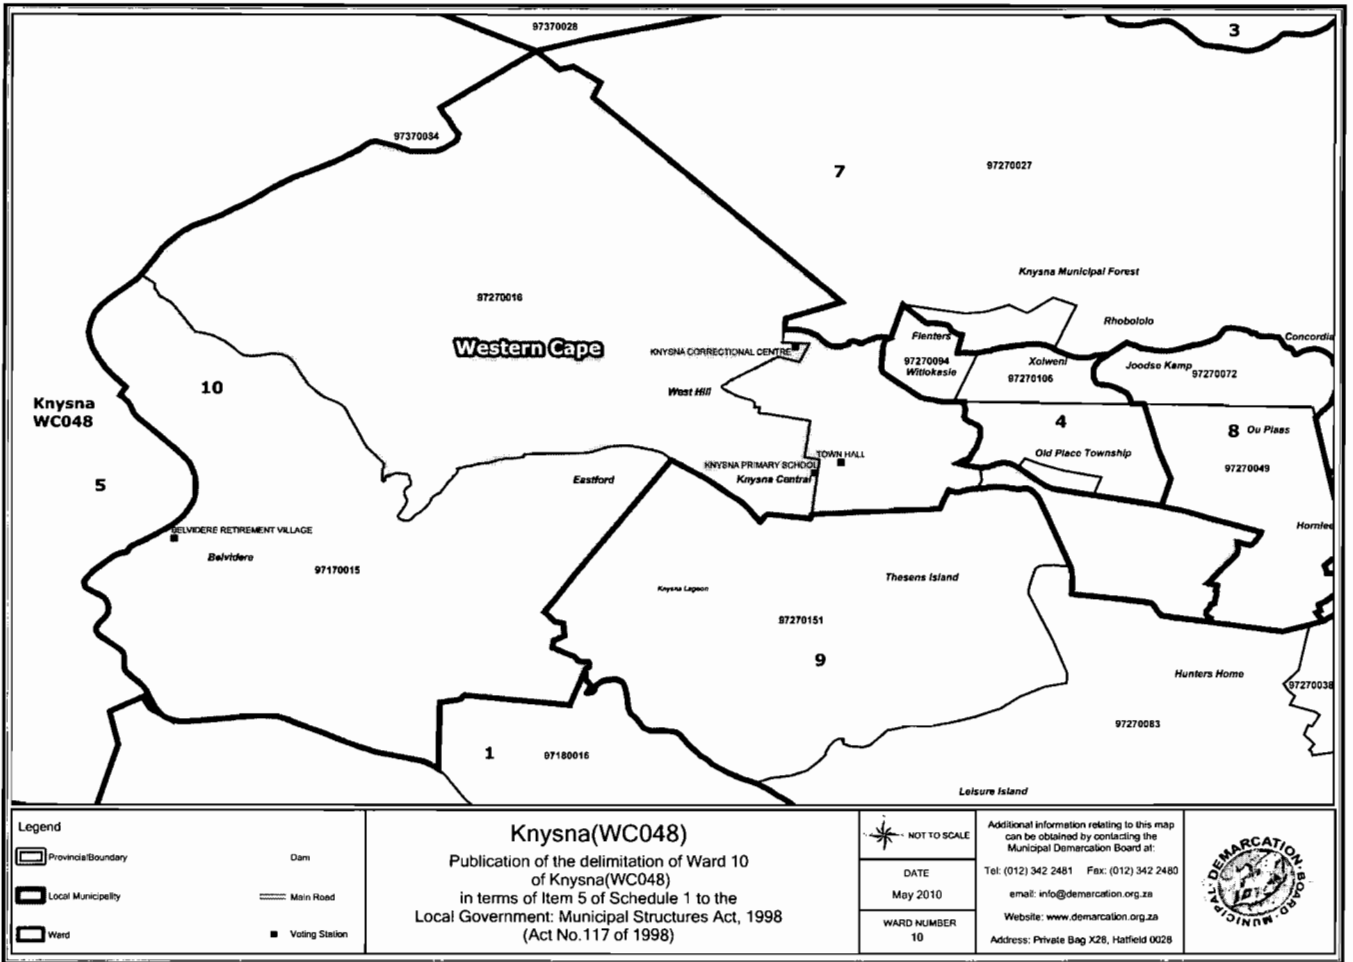 97370028
3
97370034
7
97270027
Knysna Municipal Forest
97270016
Rhobololo
Western Cape
Flenters
Concordia
KNYSNA CORRECTIONAL CENTRE
97270094
Witlokasie
Xolweni
97270106
Joodse Kamp
97270072
10
West Hill
Knysna
WC048
4
8
Ou Plaas
Old Place Township
TOWN HALL
KNYSNA PRIMARY SCHOOL
Knysna Central
97270049
5
Eastford
BELVIDERE RETIREMENT VILLAGE
Hornlee
Belvidere
97170015
Thesens Island
Knysna Lagoon
97270151
9
Hunters Home
97270038
97270083
1
97180016
Leisure Island
Legend
ProvincialBoundary
Dam
Local Municipality
Main Road
Ward
Voting Station
Knysna(WC048)
Publication of the delimitation of Ward 10
of Knysna(WC048)
in terms of Item 5 of Schedule 1 to the
Local Government: Municipal Structures Act, 1998
(Act No.117 of 1998)
NOT TO SCALE
DATE
May 2010
WARD NUMBER
10
Additional information relating to this map
can be obtained by contacting the
Municipal Demarcation Board at:
Tel: (012) 342 2481 Fax: (012) 342 2480
email: info@demarcation.org.za
Website: www.demarcation.org.za
Address: Private Bag X28, Hatfield 0028
MUNICIPAL DEMARCATION BOARD